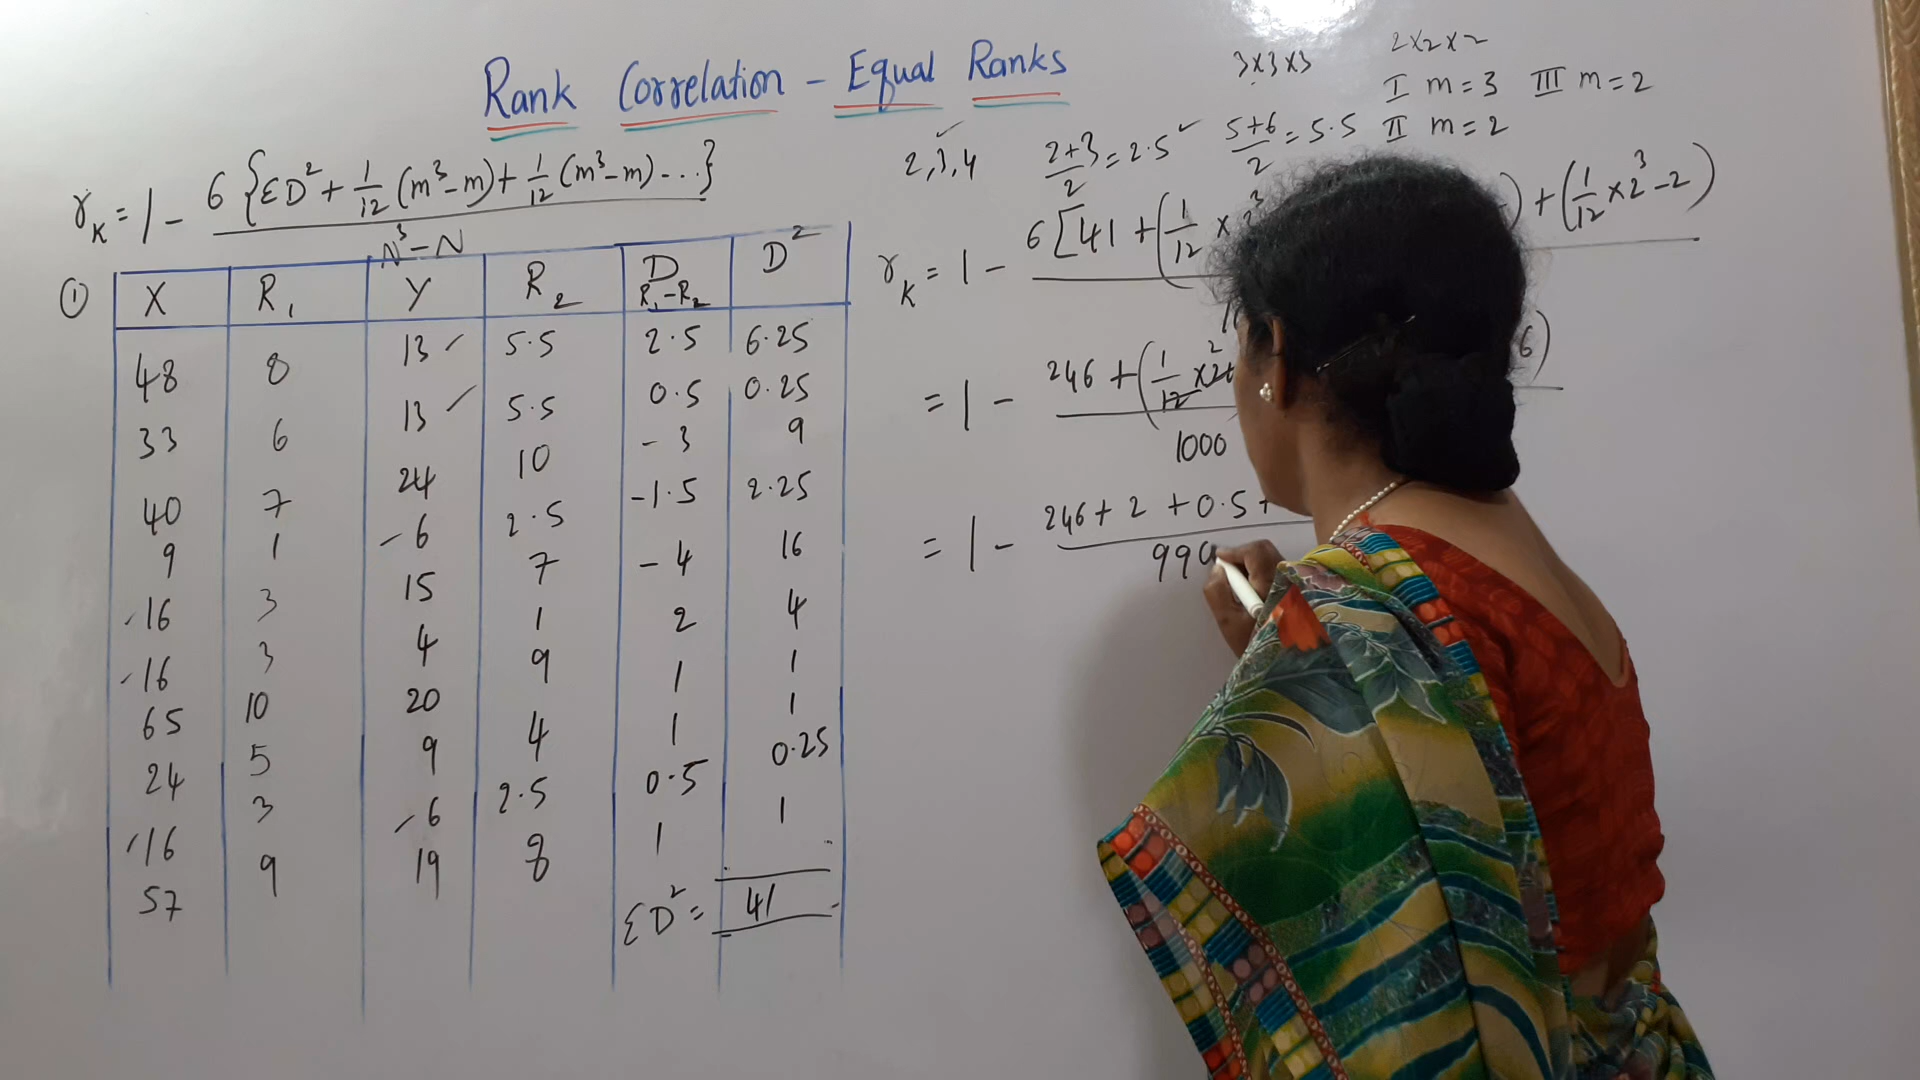 Rank Correlation - Equal Ranks
3×3×3
2×2×2
I m = 3 III m = 2
II m = 2
2,3,4
2+3/2 = 2.5
5+6/2 = 5.5
r_K = 1 - 6 {ΣD² + 1/12 (m³-m) + 1/12 (m³-m) ...} / N³-N
① X R₁ Y R₂ D R₁-R₂ D²
48 8 13 5.5 2.5 6.25
33 6 13 5.5 0.5 0.25
40 7 24 10 -3 9
9 1 6 2.5 -1.5 2.25
16 3 15 7 -4 16
16 3 4 1 2 4
65 10 20 9 1 1
24 5 9 4 1 1
16 3 6 2.5 0.5 0.25
57 9 19 8 1 1
ΣD² = 41
r_K = 1 - 6 [41 + (1/12 × 3³ ) + (1/12 × 2³-2)
= 1 - 246 + (1/12 × 6) / 1000
= 1 - 246 + 2 + 0.5 + / 990